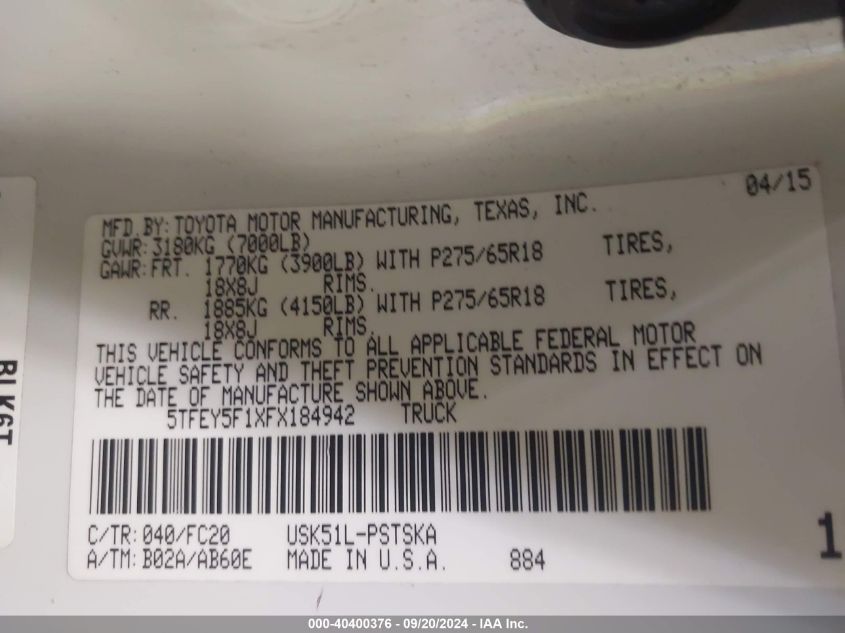 04/15
MFD.BY: TOYOTA MOTOR MANUFACTURING, TEXAS, INC.
GVWR: 3180KG (7000LB)
GAWR: FRT. 1770KG (3900LB) WITH P275/65R18 TIRES,
18X8J RIMS.
RR. 1885KG (4150LB) WITH P275/65R18 TIRES,
18X8J RIMS.
THIS VEHICLE CONFORMS TO ALL APPLICABLE FEDERAL MOTOR
VEHICLE SAFETY AND THEFT PREVENTION STANDARDS IN EFFECT ON
THE DATE OF MANUFACTURE SHOWN ABOVE.
5TFEY5F1XFX184942 TRUCK
C/TR: 040/FC20 USK51L-PSTSKA
A/TM: B02A/AB60E MADE IN U.S.A. 884
1
000-40400376 - 09/20/2024 - IAA Inc.